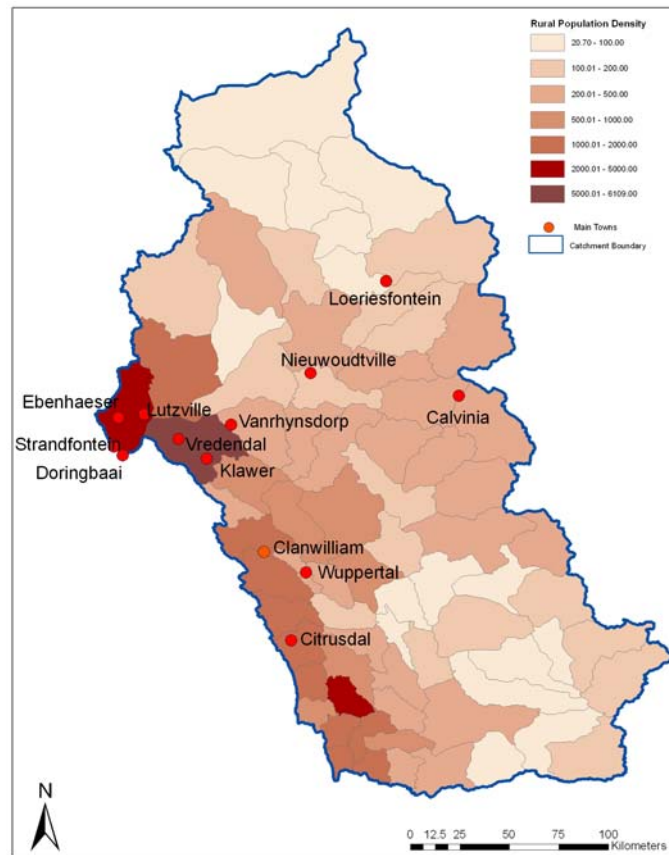 Rural Population Density
20.70 - 100.00
100.01 - 200.00
200.01 - 500.00
500.01 - 1000.00
1000.01 - 2000.00
2000.01 - 5000.00
5000.01 - 6109.00
Main Towns
Catchment Boundary
Loeriesfontein
Nieuwoudtville
Calvinia
Ebenhaeser
Lutzville
Vanrhynsdorp
Strandfontein
Vredendal
Doringbaai
Klawer
Clanwilliam
Wuppertal
Citrusdal
N
0 12.5 25 50 75 100
Kilometers